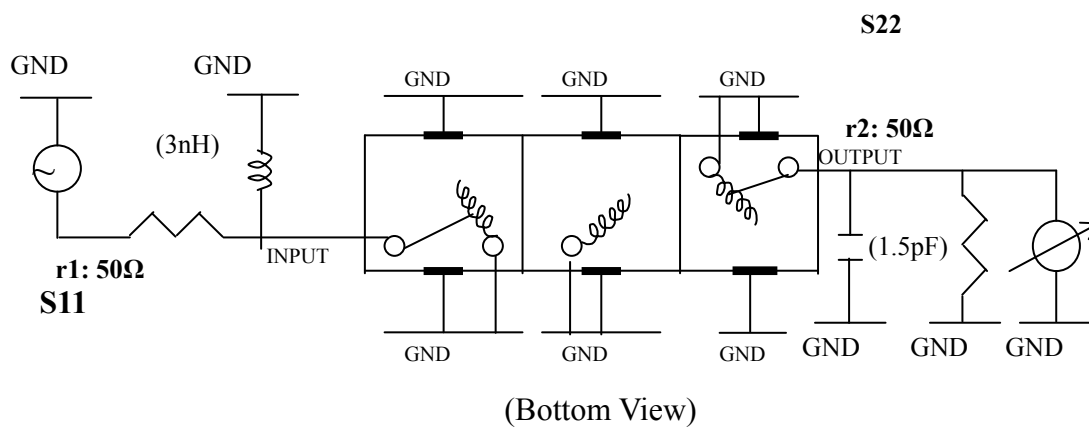 S22
GND
GND
GND
GND
GND
r2: 50Ω
(3nH)
OUTPUT
INPUT
(1.5pF)
r1: 50Ω
S11
GND
GND
GND
GND
GND
GND
(Bottom View)